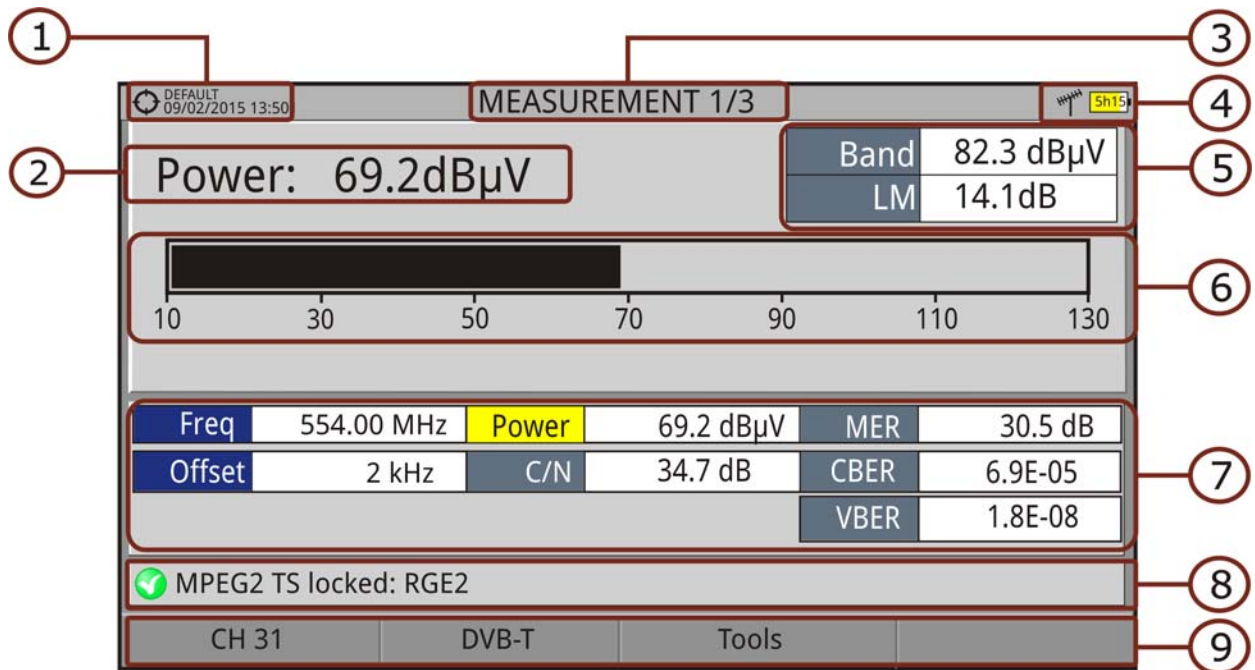 1
3
DEFAULT
09/02/2015 13:50
MEASUREMENT 1/3
5h15
4
2
Power: 69.2dBµV
Band 82.3 dBµV
LM 14.1dB
5
10 30 50 70 90 110 130
6
Freq 554.00 MHz Power 69.2 dBµV MER 30.5 dB
Offset 2 kHz C/N 34.7 dB CBER 6.9E-05
VBER 1.8E-08
7
MPEG2 TS locked: RGE2
8
CH 31 DVB-T Tools
9